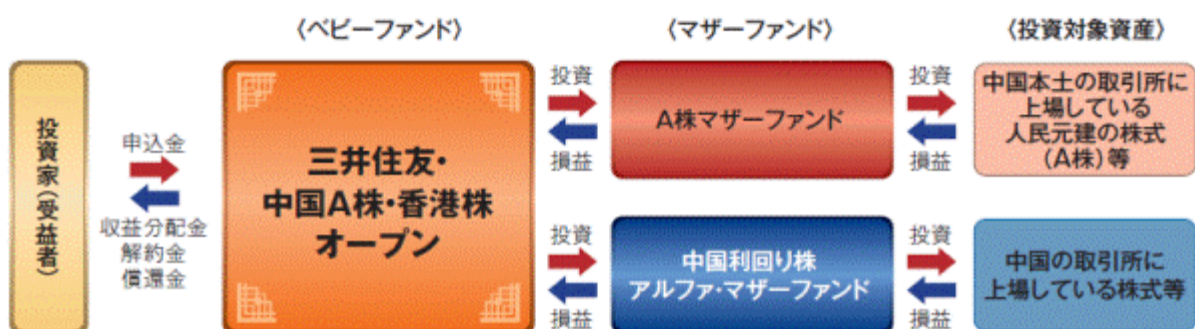 〈ベビーファンド〉
〈マザーファンド〉
〈投資対象資産〉
投資家(受益者)
申込金
収益分配金
解約金
償還金
三井住友・
中国A株・香港株
オープン
投資
損益
A株マザーファンド
投資
損益
中国本土の取引所に
上場している
人民元建の株式
(A株)等
投資
損益
中国利回り株
アルファ・マザーファンド
投資
損益
中国の取引所に
上場している株式等